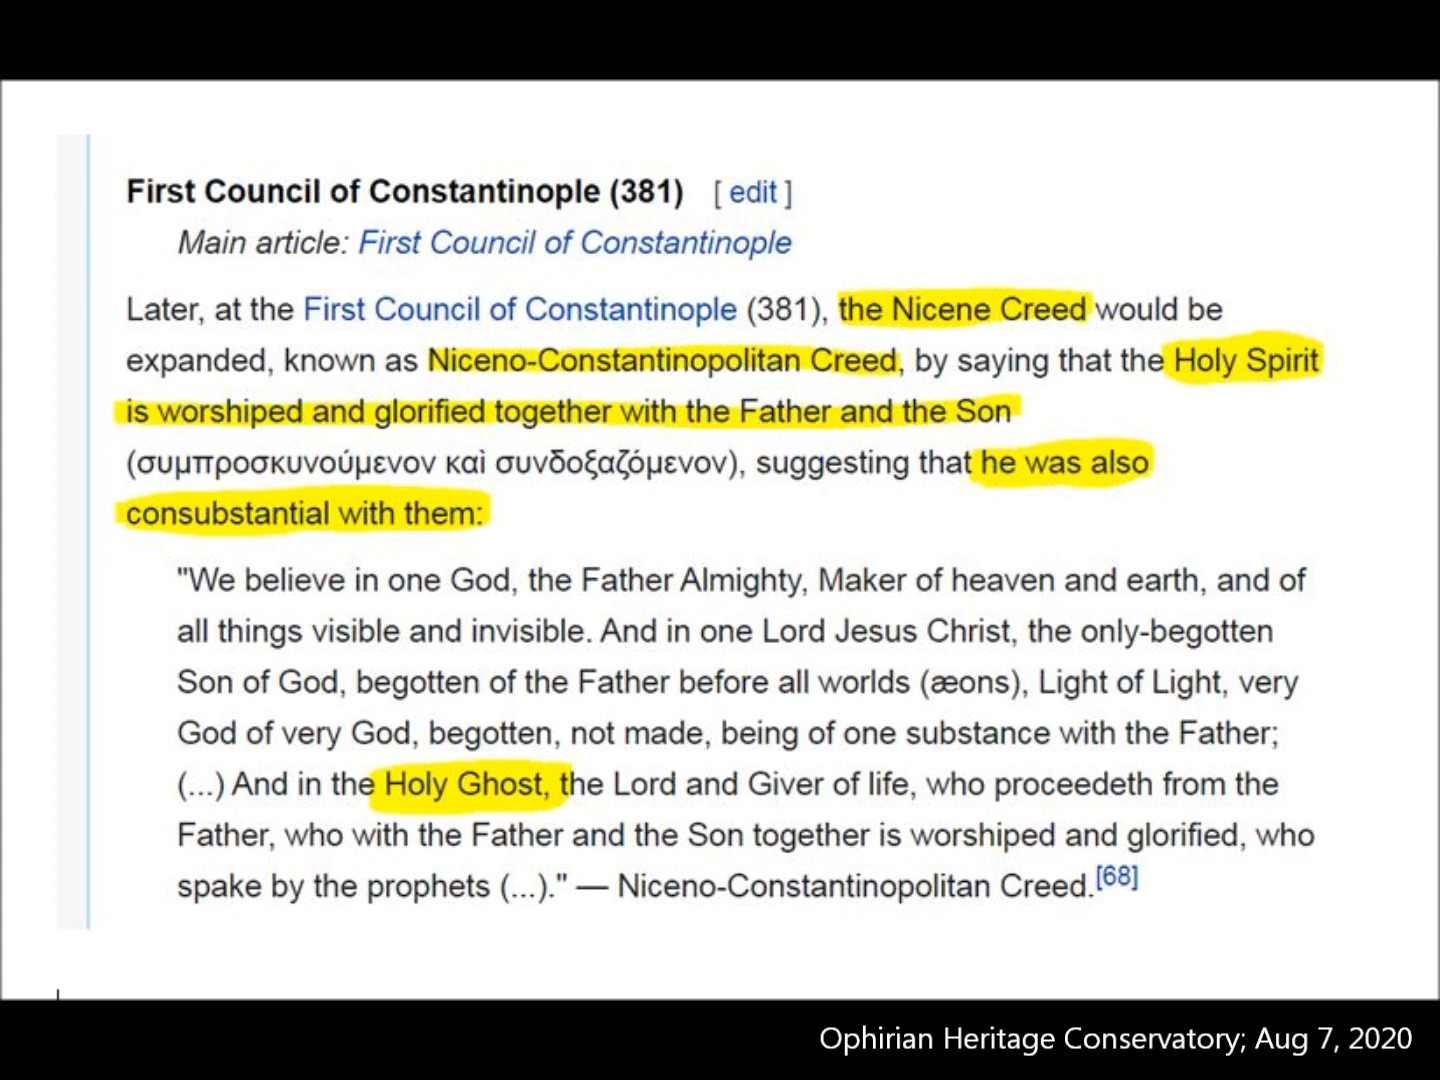 First Council of Constantinople (381) [ edit ]
Main article: First Council of Constantinople
Later, at the First Council of Constantinople (381), the Nicene Creed would be
expanded, known as Niceno-Constantinopolitan Creed, by saying that the Holy Spirit
is worshiped and glorified together with the Father and the Son
(συμπροσκυνούμενον καὶ συνδοξαζόμενον), suggesting that he was also
consubstantial with them:
"We believe in one God, the Father Almighty, Maker of heaven and earth, and of
all things visible and invisible. And in one Lord Jesus Christ, the only-begotten
Son of God, begotten of the Father before all worlds (æons), Light of Light, very
God of very God, begotten, not made, being of one substance with the Father;
(...) And in the Holy Ghost, the Lord and Giver of life, who proceedeth from the
Father, who with the Father and the Son together is worshiped and glorified, who
spake by the prophets (...)." — Niceno-Constantinopolitan Creed.[68]
Ophirian Heritage Conservatory; Aug 7, 2020